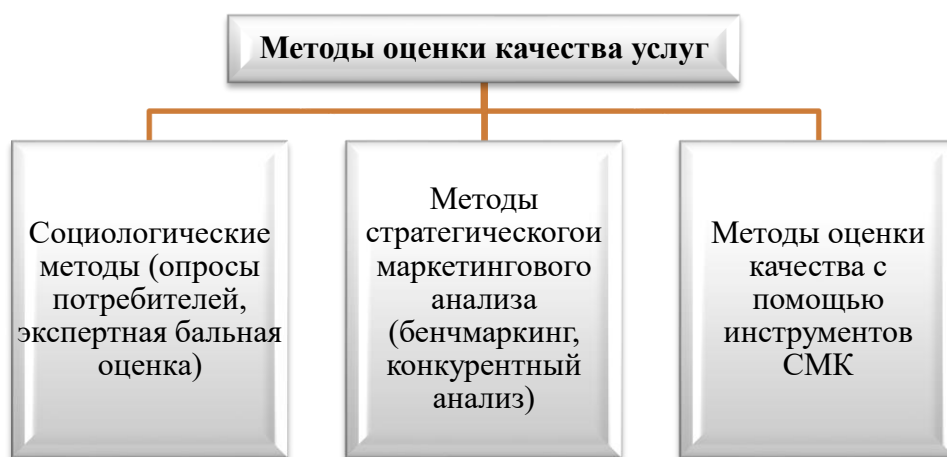 Методы оценки качества услуг
Социологические
методы (опросы
потребителей,
экспертная бальная
оценка)
Методы
стратегическогои
маркетингового
анализа
(бенчмаркинг,
конкурентный
анализ)
Методы оценки
качества с
помощью
инструментов
СМК